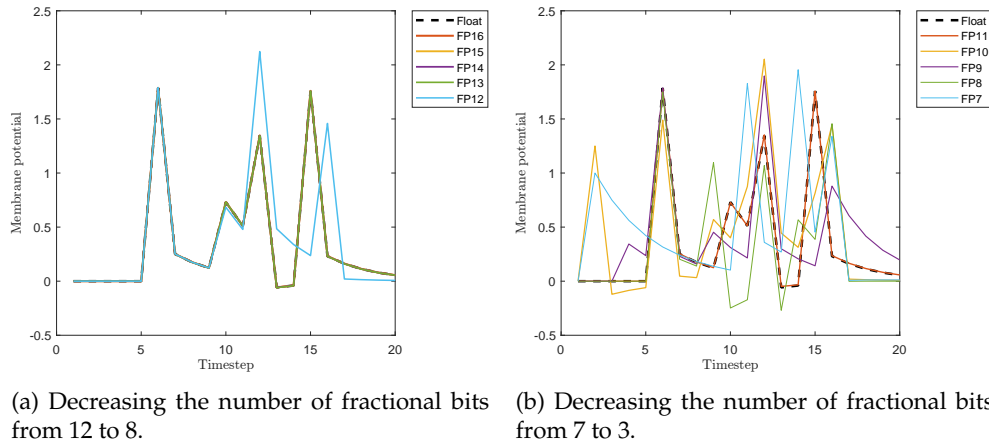 2.5
2
1.5
1
0.5
0
-0.5
Membrane potential
0
5
10
15
20
Timestep
Float
FP16
FP15
FP14
FP13
FP12
(a) Decreasing the number of fractional bits
from 12 to 8.
2.5
2
1.5
1
0.5
0
-0.5
Membrane potential
0
5
10
15
20
Timestep
Float
FP11
FP10
FP9
FP8
FP7
(b) Decreasing the number of fractional bits
from 7 to 3.